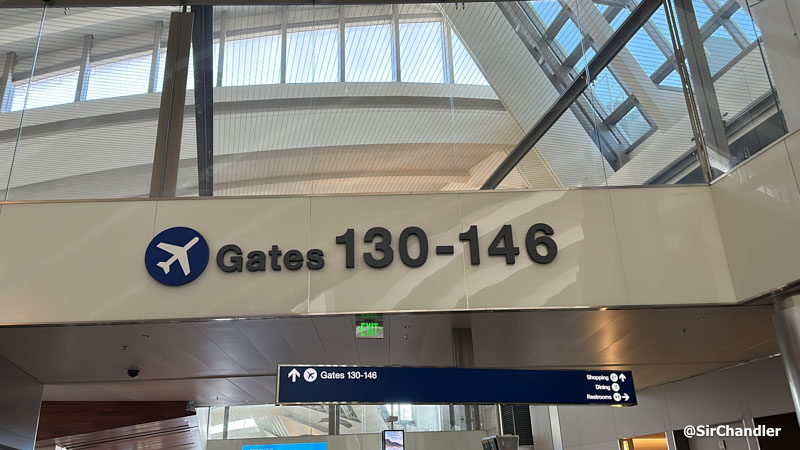 Gates 130-146
EXIT
Gates 130-146
Shopping
Dining
Restrooms
@SirChandler